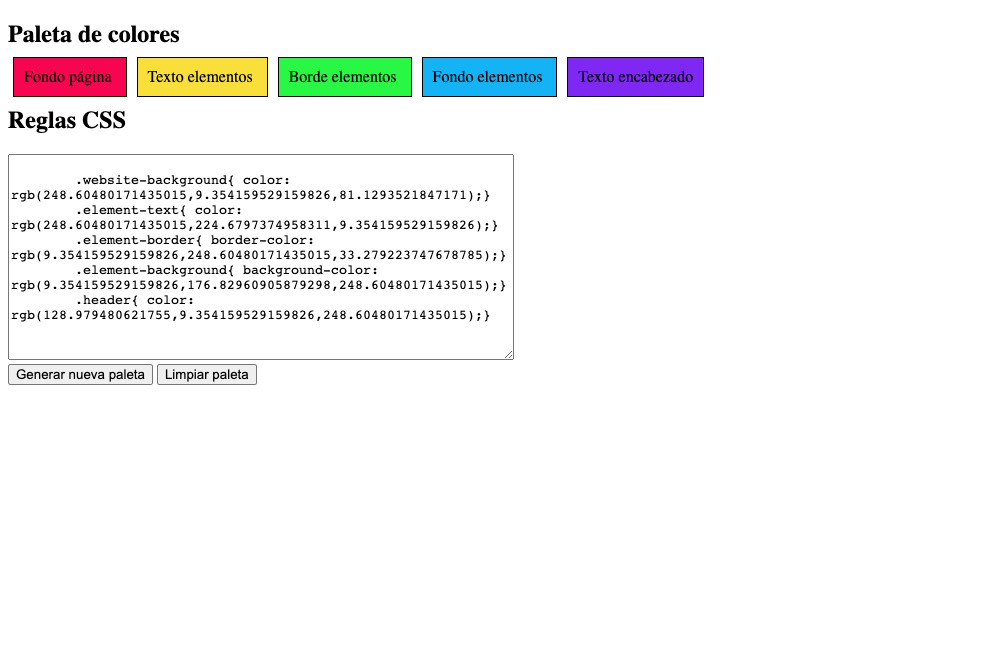 Paleta de colores
Fondo página Texto elementos Borde elementos Fondo elementos Texto encabezado
Reglas CSS
.website-background{ color:
rgb(248.60480171435015,9.354159529159826,81.1293521847171);}
.element-text{ color:
rgb(248.60480171435015,224.6797374958311,9.354159529159826);}
.element-border{ border-color:
rgb(9.354159529159826,248.60480171435015,33.279223747678785);}
.element-background{ background-color:
rgb(9.354159529159826,176.82960905879298,248.60480171435015);}
.header{ color:
rgb(128.979480621755,9.354159529159826,248.60480171435015);}
Generar nueva paleta Limpiar paleta